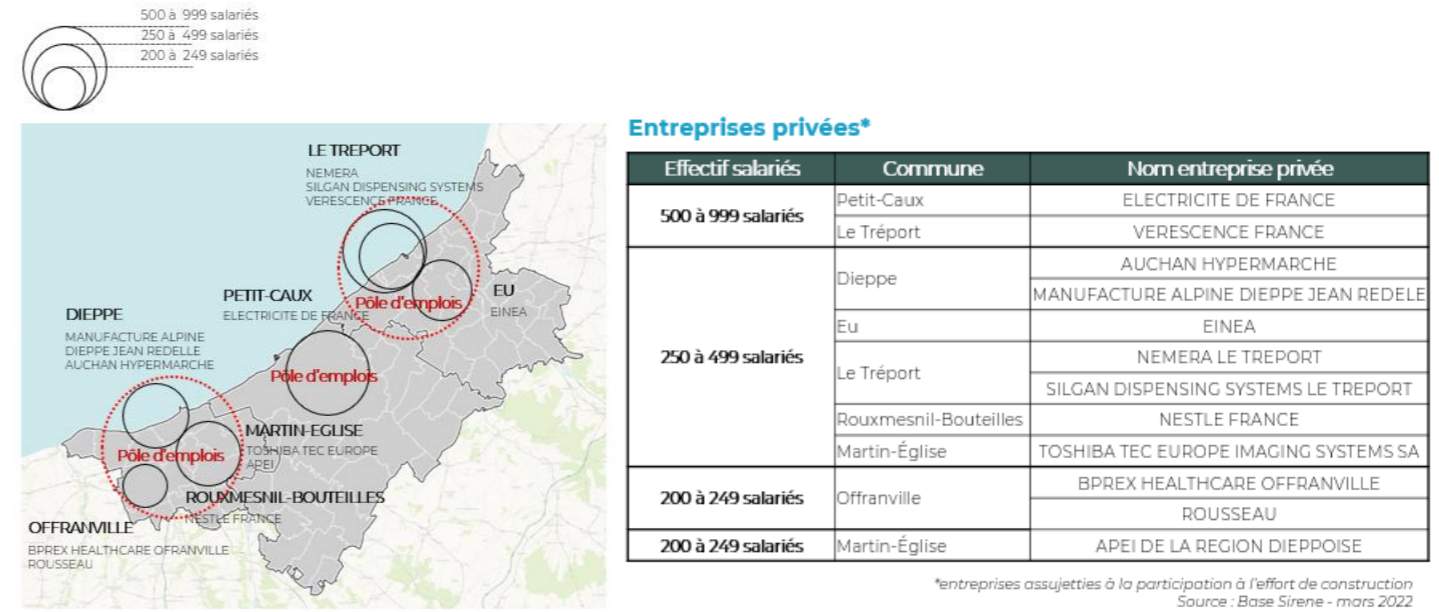 500 à 999 salariés
250 à 499 salariés
200 à 249 salariés
LE TREPORT
NEMERA
SILGAN DISPENSING SYSTEMS
VERESCENCE FRANCE
PETIT-CAUX
ELECTRICITE DE FRANCE
Pôle d'emplois
EU
EINEA
DIEPPE
MANUFACTURE ALPINE
DIEPPE JEAN REDELLE
AUCHAN HYPERMARCHE
Pôle d'emplois
MARTIN-EGLISE
TOSHIBA TEC EUROPE
APEI
Pôle d'emplois
ROUXMESNIL-BOUTEILLES
NESTLE FRANCE
OFFRANVILLE
BPREX HEALTHCARE OFRANVILLE
ROUSSEAU
Entreprises privées*
Effectif salariés Commune Nom entreprise privée
500 à 999 salariés Petit-Caux ELECTRICITE DE FRANCE
Le Tréport VERESCENCE FRANCE
250 à 499 salariés Dieppe AUCHAN HYPERMARCHE
MANUFACTURE ALPINE DIEPPE JEAN REDELE
Eu EINEA
Le Tréport NEMERA LE TREPORT
SILGAN DISPENSING SYSTEMS LE TREPORT
Rouxmesnil-Bouteilles NESTLE FRANCE
Martin-Église TOSHIBA TEC EUROPE IMAGING SYSTEMS SA
200 à 249 salariés Offranville BPREX HEALTHCARE OFFRANVILLE
ROUSSEAU
200 à 249 salariés Martin-Église APEI DE LA REGION DIEPPOISE
*entreprises assujetties à la participation à l'effort de construction
Source : Base Sirene - mars 2022